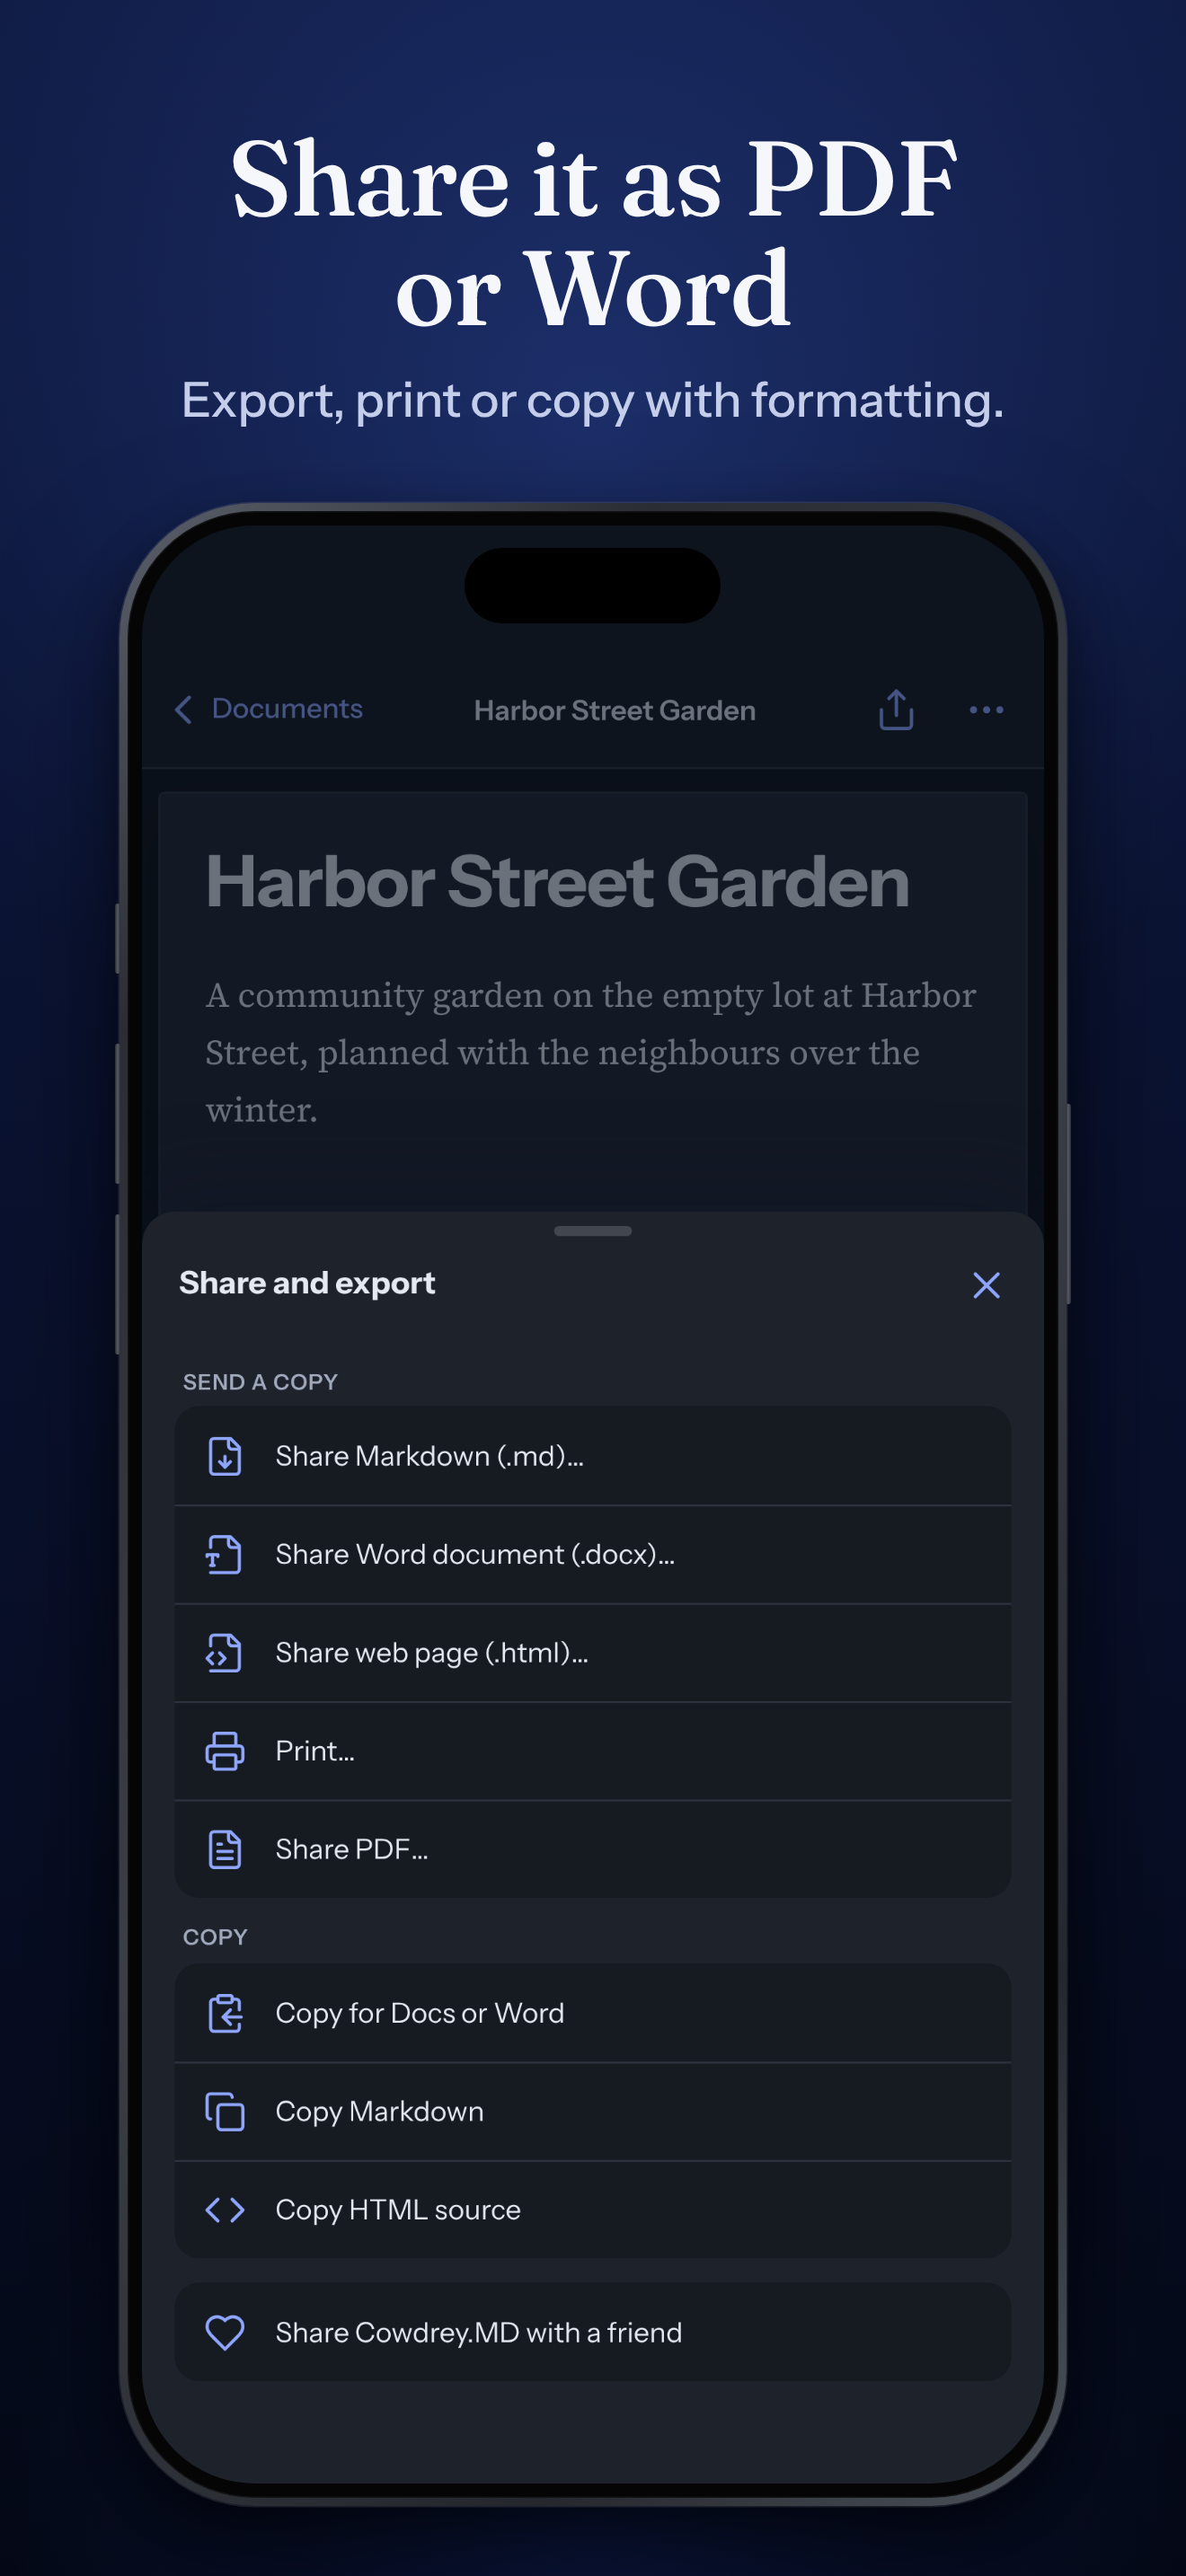 Share it as PDF
or Word
Export, print or copy with formatting.
Documents
Harbor Street Garden
Harbor Street Garden
A community garden on the empty lot at Harbor
Street, planned with the neighbours over the
winter.
Share and export
SEND A COPY
Share Markdown (.md)...
Share Word document (.docx)...
Share web page (.html)...
Print...
Share PDF...
COPY
Copy for Docs or Word
Copy Markdown
Copy HTML source
Share Cowdrey.MD with a friend